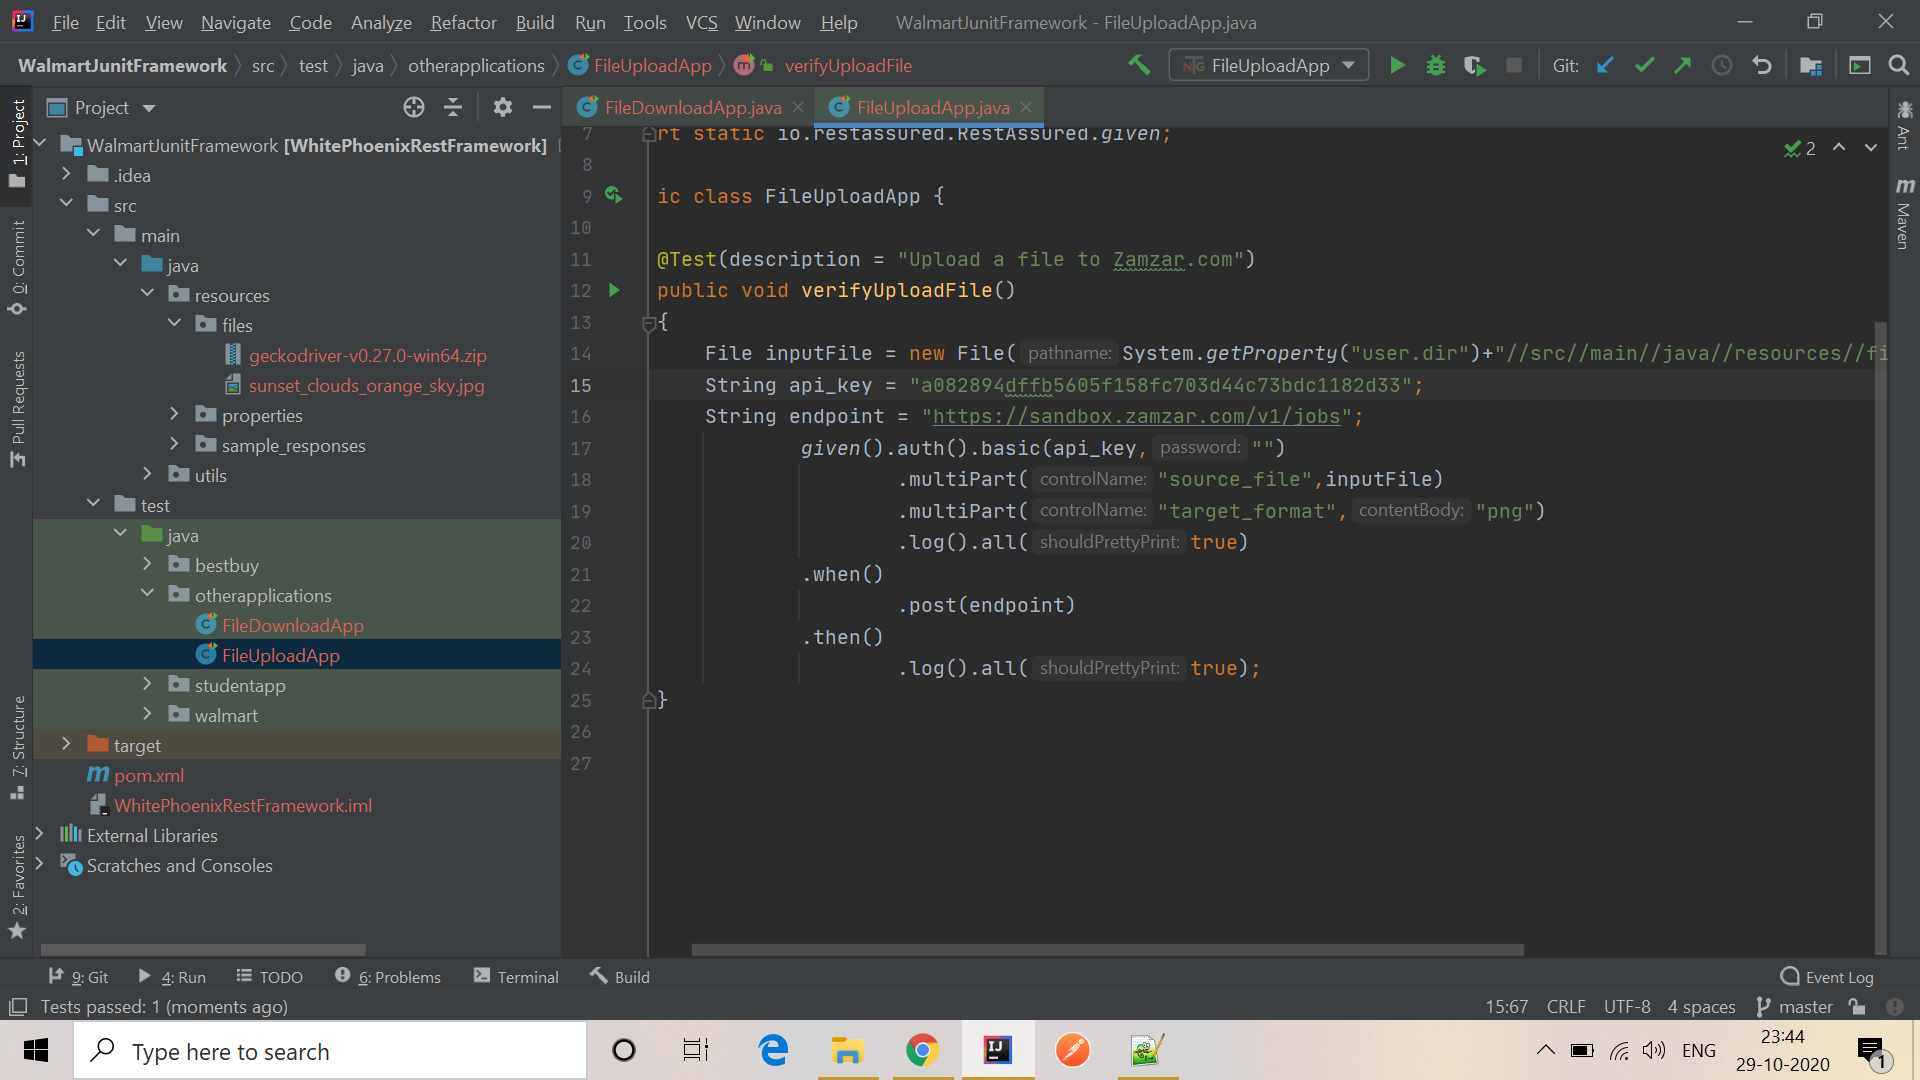 File Edit View Navigate Code Analyze Refactor Build Run Tools VCS Window Help WalmartJunitFramework - FileUploadApp.java
WalmartJunitFramework src test java otherapplications FileUploadApp verifyUploadFile FileUploadApp Git:
Project
FileDownloadApp.java FileUploadApp.java
1: Project
0: Commit
Pull Requests
7: Structure
2: Favorites
WalmartJunitFramework [WhitePhoenixRestFramework]
.idea
src
main
java
resources
files
geckodriver-v0.27.0-win64.zip
sunset_clouds_orange_sky.jpg
properties
sample_responses
utils
test
java
bestbuy
otherapplications
FileDownloadApp
FileUploadApp
studentapp
walmart
target
pom.xml
WhitePhoenixRestFramework.iml
External Libraries
Scratches and Consoles
7 rt static io.restassured.RestAssured.given;
8
9 ic class FileUploadApp {
10
11 @Test(description = "Upload a file to Zamzar.com")
12 public void verifyUploadFile()
13 {
14 File inputFile = new File( pathname: System.getProperty("user.dir")+"//src//main//java//resources//fi
15 String api_key = "a082894dffb5605f158fc703d44c73bdc1182d33";
16 String endpoint = "https://sandbox.zamzar.com/v1/jobs";
17 given().auth().basic(api_key, password: "")
18 .multiPart( controlName: "source_file",inputFile)
19 .multiPart( controlName: "target_format", contentBody: "png")
20 .log().all( shouldPrettyPrint: true)
21 .when()
22 .post(endpoint)
23 .then()
24 .log().all( shouldPrettyPrint: true);
25 }
26
27
2
Ant
Maven
9: Git 4: Run TODO 6: Problems Terminal Build Event Log
Tests passed: 1 (moments ago) 15:67 CRLF UTF-8 4 spaces master
Type here to search
ENG
23:44
29-10-2020
1